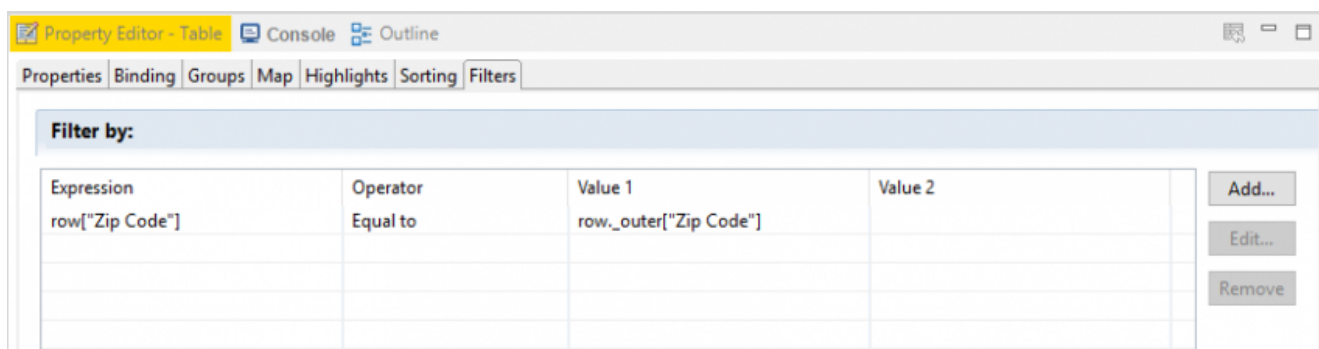 Property Editor - Table Console Outline
Properties Binding Groups Map Highlights Sorting Filters
Filter by:
Expression Operator Value 1 Value 2 Add...
row["Zip Code"] Equal to row._outer["Zip Code"]
Edit...
Remove